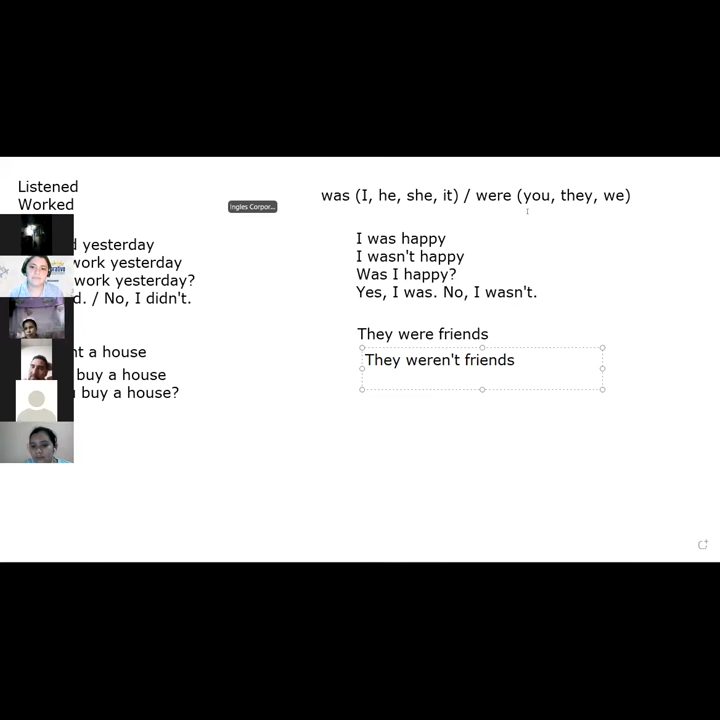 Listened
Worked
yesterday
work yesterday
work yesterday?
No, I didn't.
a house
buy a house
buy a house?
Ingles Corpor...
was (I, he, she, it) / were (you, they, we)
I was happy
I wasn't happy
Was I happy?
Yes, I was. No, I wasn't.
They were friends
They weren't friends